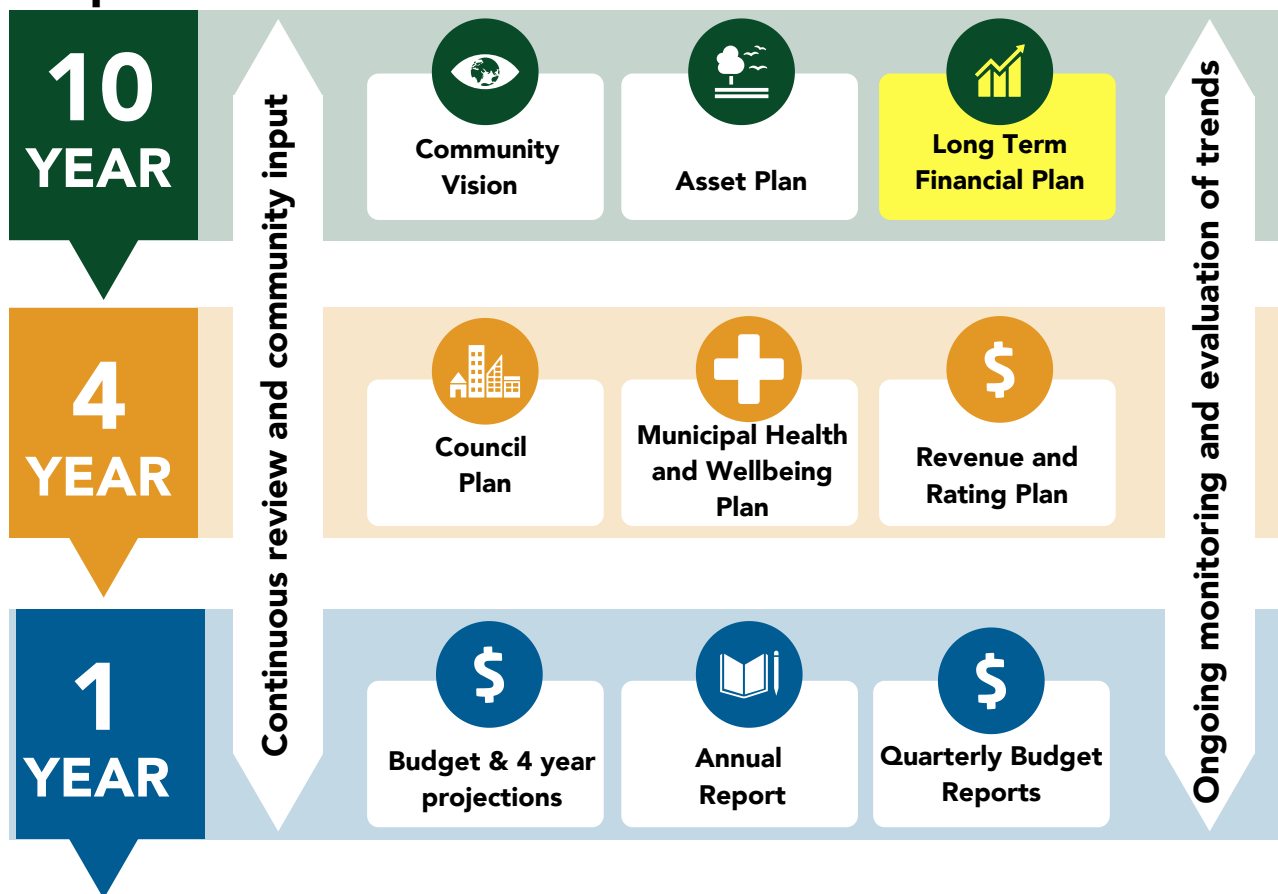 10
YEAR
Continuous review and community input
Community
Vision
Asset Plan
Long Term
Financial Plan
Ongoing monitoring and evaluation of trends
4
YEAR
Council
Plan
Municipal Health
and Wellbeing
Plan
Revenue and
Rating Plan
1
YEAR
Budget & 4 year
projections
Annual
Report
Quarterly Budget
Reports